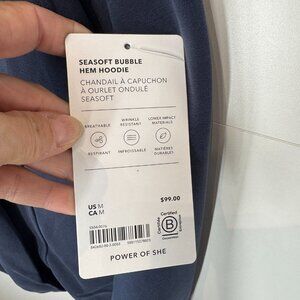 SEASOFT BUBBLE
HEM HOODIE
CHANDAIL À CAPUCHON
À OURLET ONDULÉ
SEASOFT
BREATHABLE
WRINKLE
RESISTANT
LOWER IMPACT
MATERIALS
RESPIRANT
INFROISSABLE
MATIÈRES
DURABLES
US M
CA M
$99.00
Certified
B
Corporation
POWER OF SHE